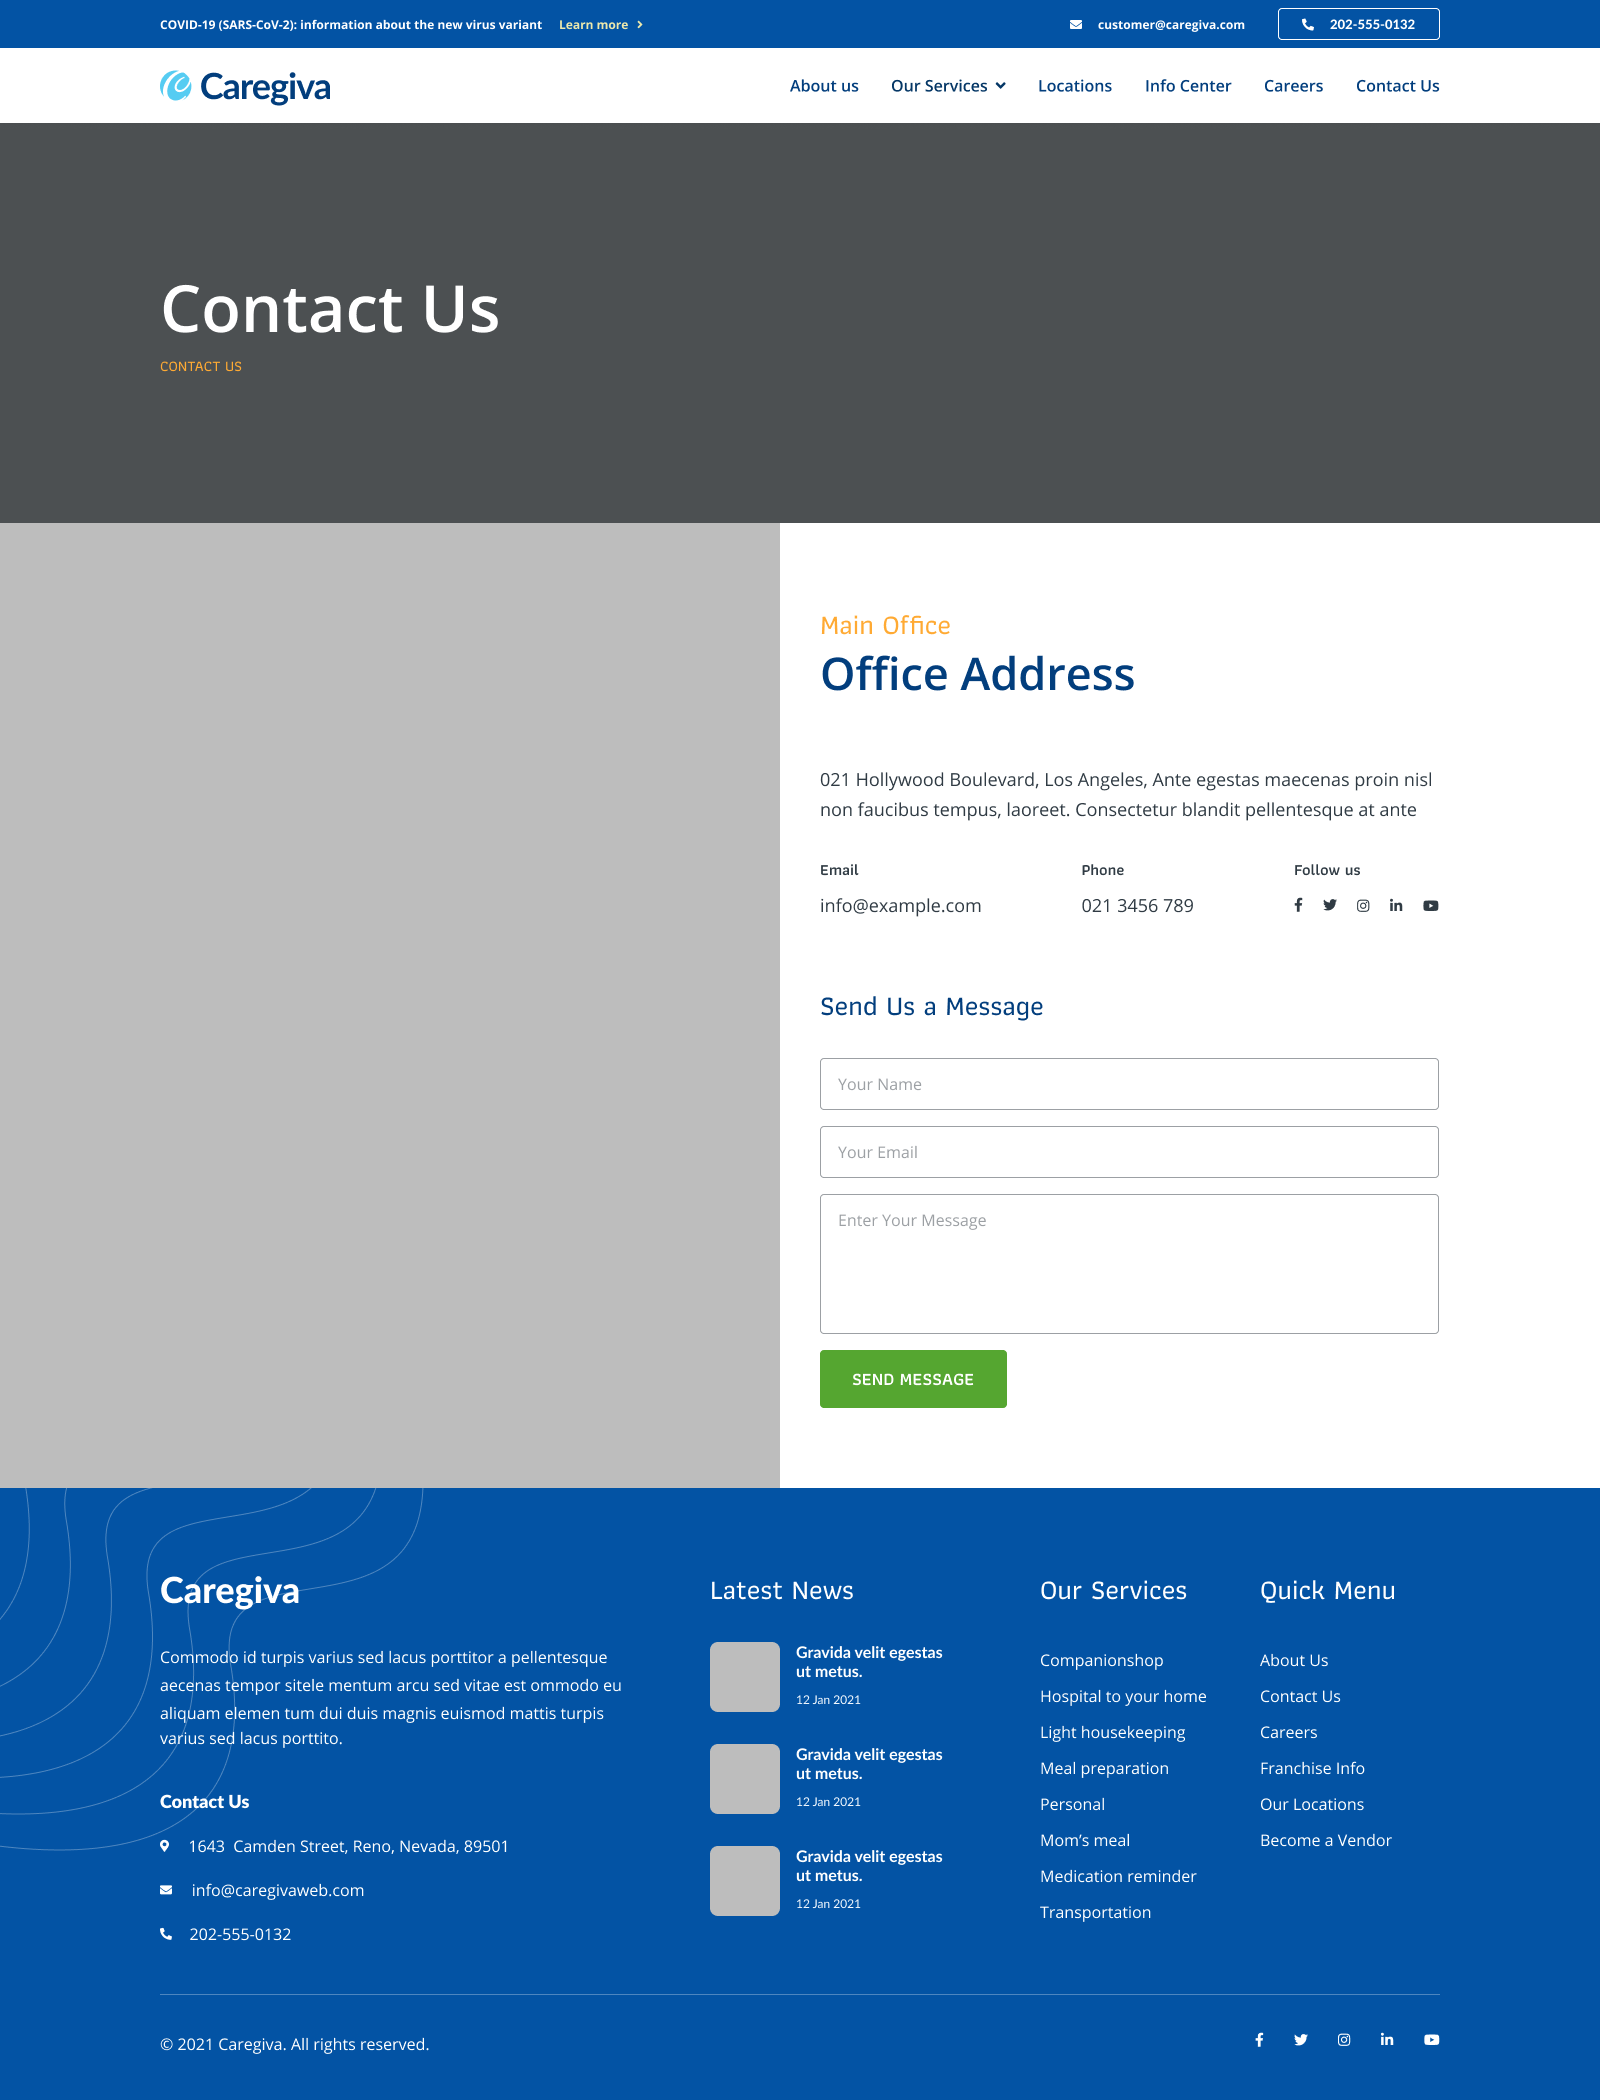 COVID-19 (SARS-CoV-2): information about the new virus variant Learn more
customer@caregiva.com
202-555-0132
Caregiva
About us
Our Services
Locations
Info Center
Careers
Contact Us
Contact Us
CONTACT US
Main Office
Office Address
021 Hollywood Boulevard, Los Angeles, Ante egestas maecenas proin nisl
non faucibus tempus, laoreet. Consectetur blandit pellentesque at ante
Email
info@example.com
Phone
021 3456 789
Follow us
Send Us a Message
Your Name
Your Email
Enter Your Message
SEND MESSAGE
Caregiva
Commodo id turpis varius sed lacus porttitor a pellentesque
aecenas tempor sitele mentum arcu sed vitae est ommodo eu
aliquam elemen tum dui duis magnis euismod mattis turpis
varius sed lacus porttito.
Contact Us
1643  Camden Street, Reno, Nevada, 89501
info@caregivaweb.com
202-555-0132
Latest News
Gravida velit egestas
ut metus.
12 Jan 2021
Gravida velit egestas
ut metus.
12 Jan 2021
Gravida velit egestas
ut metus.
12 Jan 2021
Our Services
Companionshop
Hospital to your home
Light housekeeping
Meal preparation
Personal
Mom’s meal
Medication reminder
Transportation
Quick Menu
About Us
Contact Us
Careers
Franchise Info
Our Locations
Become a Vendor
© 2021 Caregiva. All rights reserved.